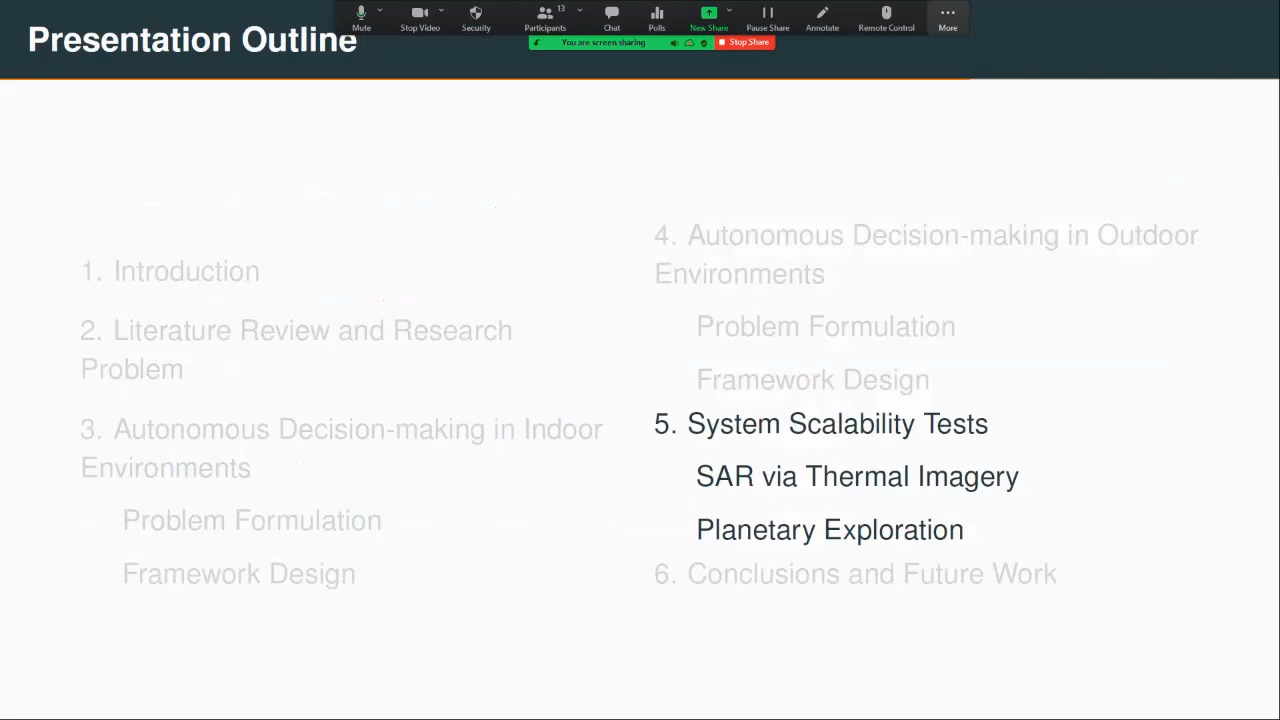 Presentation Outline
Mute
Stop Video
Security
Participants
13
Chat
Polls
New Share
Pause Share
Annotate
Remote Control
More
You are screen sharing
Stop Share
1. Introduction
2. Literature Review and Research
Problem
3. Autonomous Decision-making in Indoor
Environments
Problem Formulation
Framework Design
4. Autonomous Decision-making in Outdoor
Environments
Problem Formulation
Framework Design
5. System Scalability Tests
SAR via Thermal Imagery
Planetary Exploration
6. Conclusions and Future Work